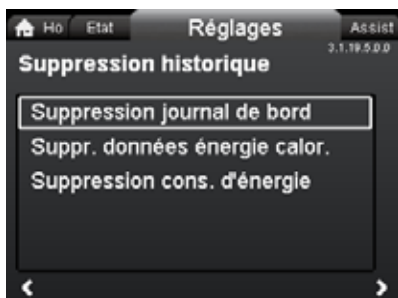 Ho Etat Réglages Assist
3.1.19.5.0.0
Suppression historique
Suppression journal de bord
Suppr. données énergie calor.
Suppression cons. d'énergie